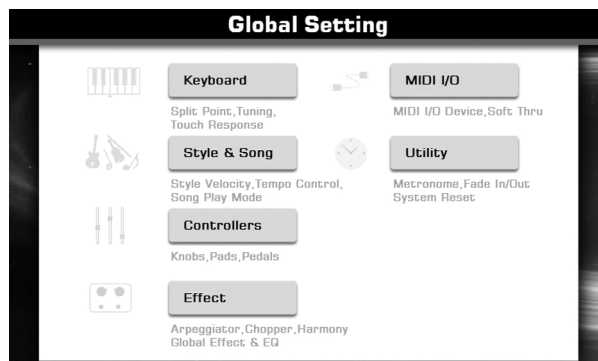 Global Setting
Keyboard
Split Point,Tuning,
Touch Response
Style & Song
Style Velocity,Tempo Control,
Song Play Mode
Controllers
Knobs,Pads,Pedals
Effect
Arpeggiator,Chopper,Harmony
Global Effect & EQ
MIDI I/O
MIDI I/O Device,Soft Thru
Utility
Metronome,Fade In/Out
System Reset